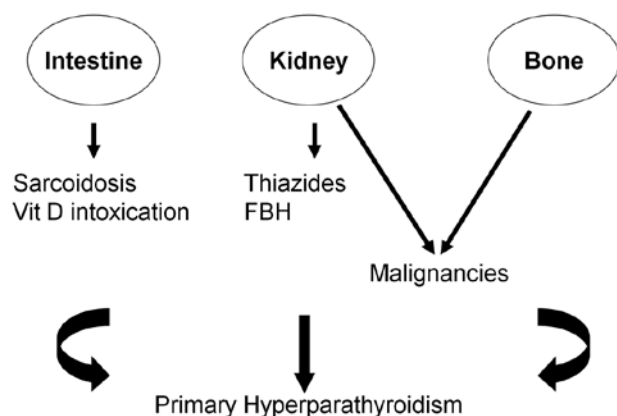 Intestine
Kidney
Bone
Sarcoidosis
Vit D intoxication
Thiazides
FBH
Malignancies
Primary Hyperparathyroidism